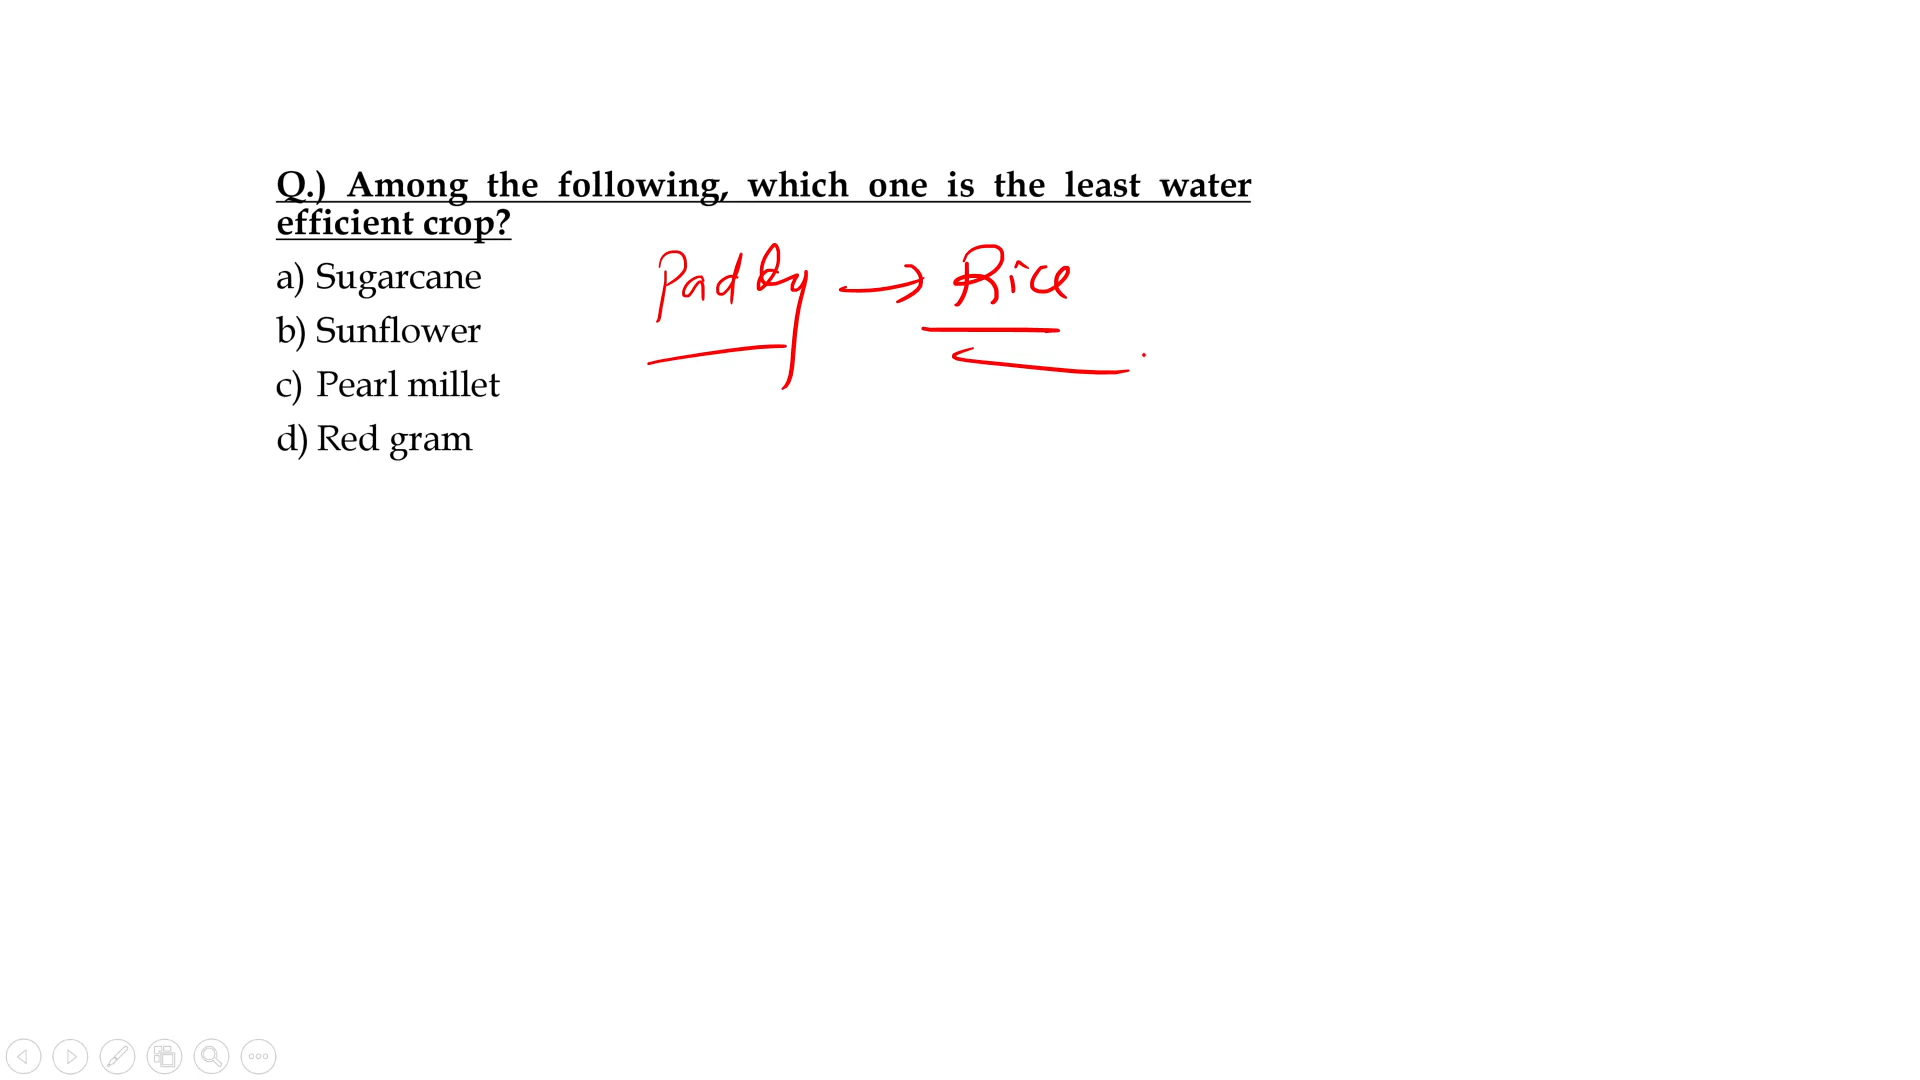 Q.) Among the following, which one is the least water
efficient crop?
a) Sugarcane
b) Sunflower
c) Pearl millet
d) Red gram
Paddy → Rice